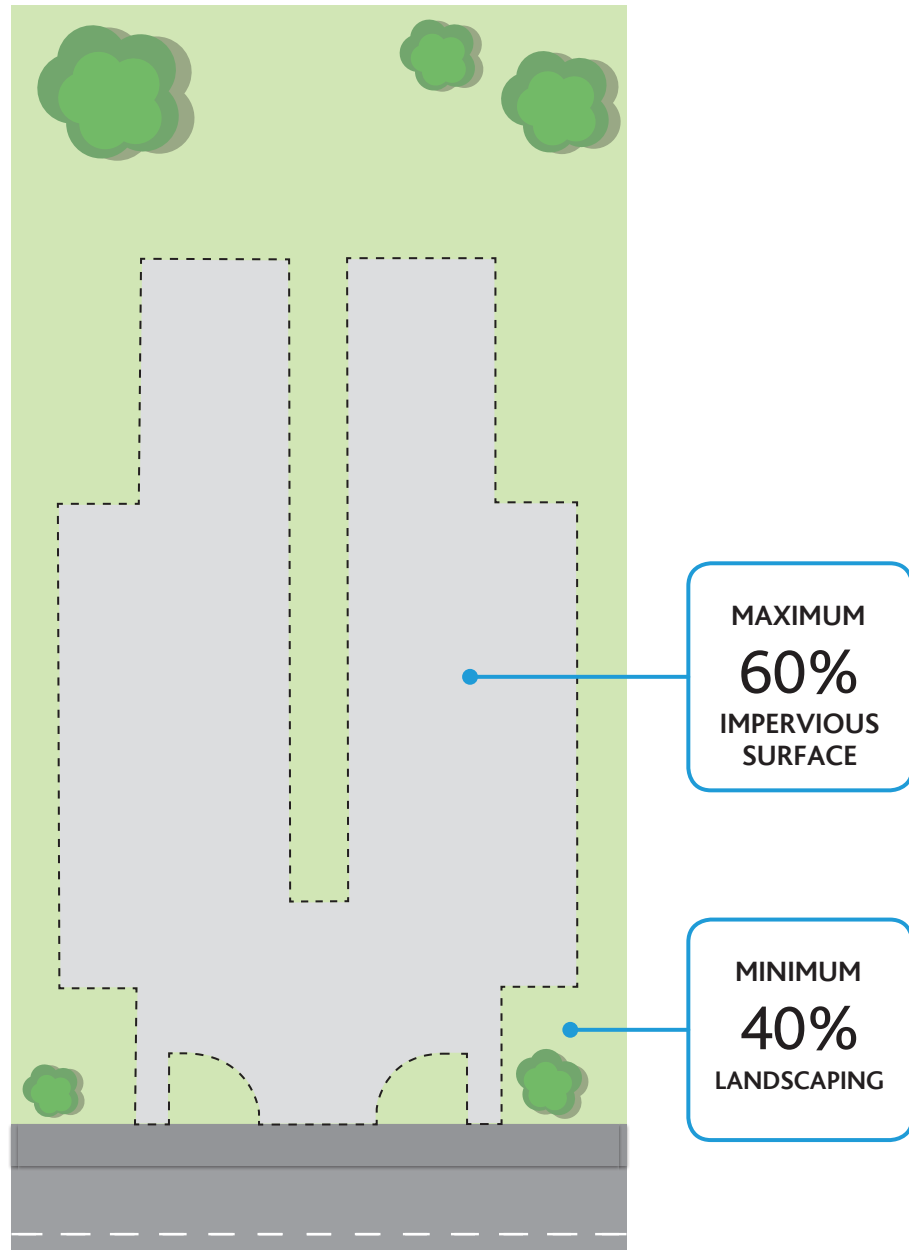 MAXIMUM
60%
IMPERVIOUS
SURFACE
MINIMUM
40%
LANDSCAPING